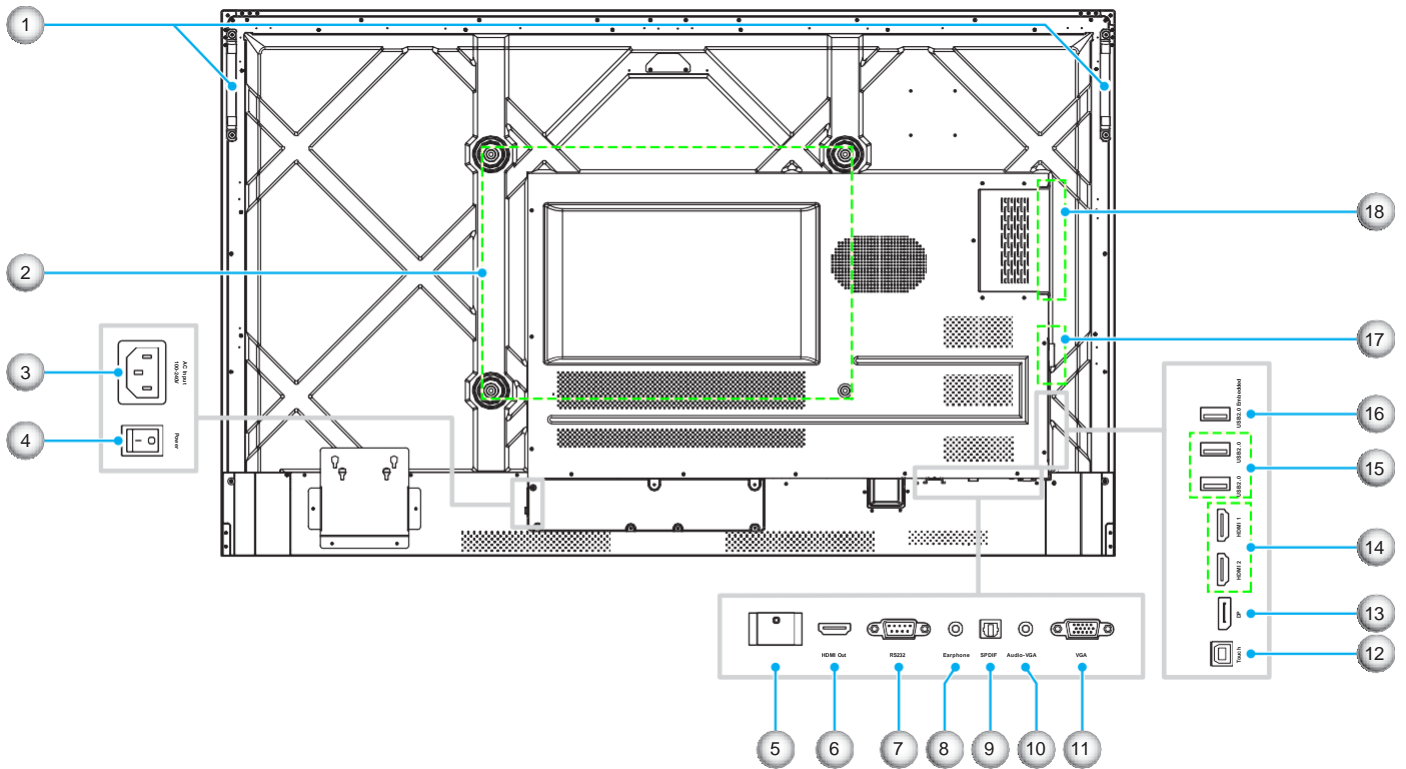 1
18
2
17
3
AC Input
100-240V
4
Power
USB2.0 Embedded
16
USB2.0
15
USB2.0
HDMI 1
14
HDMI 2
DP
13
Touch
12
HDMI Out
RS232
Earphone
SPDIF
Audio-VGA
VGA
5
6
7
8
9
10
11